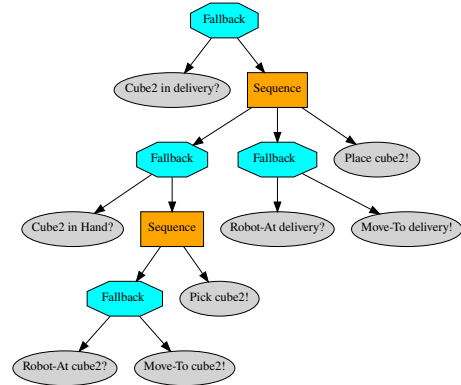 Fallback
Cube2 in delivery?
Sequence
Fallback
Fallback
Place cube2!
Cube2 in Hand?
Sequence
Robot-At delivery?
Move-To delivery!
Fallback
Pick cube2!
Robot-At cube2?
Move-To cube2!